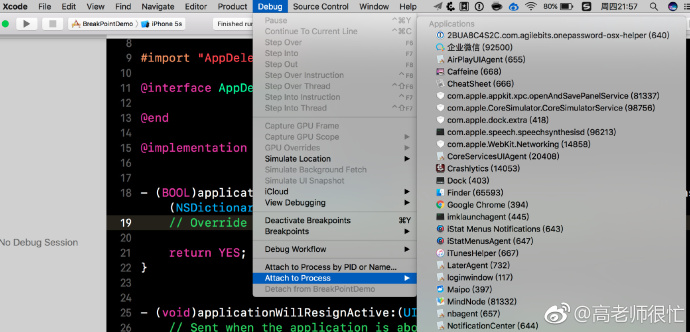 Xcode File Edit View Find Navigate Editor Product Debug Source Control Window Help 80% 周四21:57
BreakPointDemo iPhone 5s Finished runn
8
9 #import "AppDele
10
11 @interface AppDe
12
13 @end
14
15 @implementation
16
17
18 - (BOOL)applicat
(NSDictionar
19 // Override
20
21 return YES;
22 }
23
24
- (void)applicationWillResignActive:(UI
// Sent when the application is abo
No Debug Session
Pause ^⌘Y
Continue To Current Line ^⌘C
Step Over F6
Step Into F7
Step Out F8
Step Over Instruction ^F6
Step Over Thread ^⇧F6
Step Into Instruction ^F7
Step Into Thread ^⇧F7
Capture GPU Frame
Capture GPU Scope
GPU Overrides
Simulate Location
Simulate Background Fetch
Simulate UI Snapshot
iCloud
View Debugging
Deactivate Breakpoints ⌘Y
Breakpoints
Debug Workflow
Attach to Process by PID or Name...
Attach to Process
Detach from BreakPointDemo
Applications
2BUA8C4S2C.com.agilebits.onepassword-osx-helper (640)
企业微信 (92500)
AirPlayUIAgent (655)
Caffeine (668)
CheatSheet (666)
com.apple.appkit.xpc.openAndSavePanelService (81337)
com.apple.CoreSimulator.CoreSimulatorService (98756)
com.apple.dock.extra (418)
com.apple.speech.speechsynthesisd (96213)
com.apple.WebKit.Networking (14858)
CoreServicesUIAgent (20408)
Crashlytics (14053)
Dock (403)
Finder (65593)
Google Chrome (394)
imklaunchagent (445)
iStat Menus Notifications (643)
iStatMenusAgent (647)
iTunesHelper (667)
LaterAgent (732)
loginwindow (111)
Maipo (397)
MindNode (81332)
nbagent (657)
NotificationCenter (644)
@高老师很忙